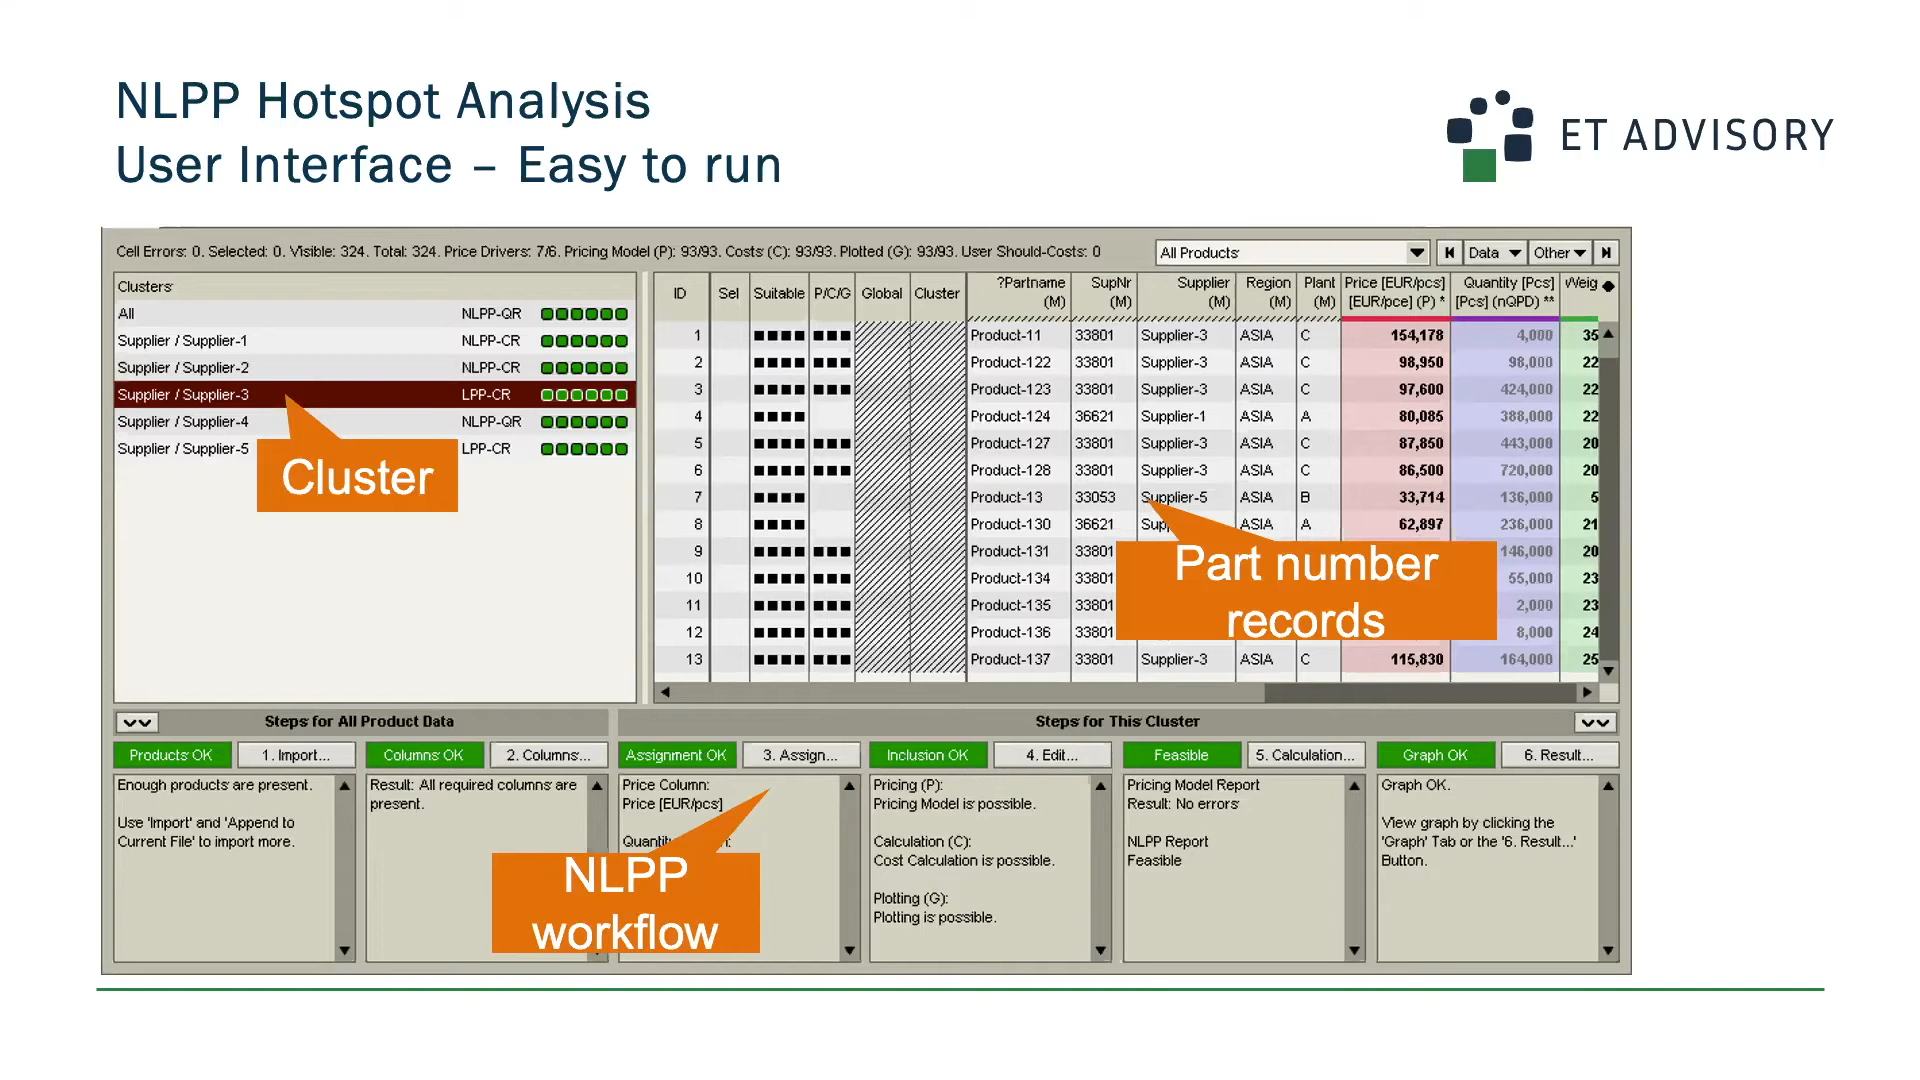 NLPP Hotspot Analysis
User Interface – Easy to run
ET ADVISORY
Cell Errors: 0. Selected: 0. Visible: 324. Total: 324. Price Drivers: 7/6. Pricing Model (P): 93/93. Costs (C): 93/93. Plotted (G): 93/93. User Should-Costs: 0
All Products
Data
Other
Clusters
All NLPP-QR
Supplier / Supplier-1 NLPP-CR
Supplier / Supplier-2 NLPP-CR
Supplier / Supplier-3 LPP-CR
Supplier / Supplier-4 NLPP-QR
Supplier / Supplier-5 LPP-CR
Cluster
ID Sel Suitable P/C/G Global Cluster ?Partname (M) SupNr (M) Supplier (M) Region (M) Plant (M) Price [EUR/pcs] [EUR/pce] (P) * Quantity [Pcs] [Pcs] (nQPD) ** Weig
1 Product-11 33801 Supplier-3 ASIA C 154,178 4,000 35
2 Product-122 33801 Supplier-3 ASIA C 98,950 98,000 22
3 Product-123 33801 Supplier-3 ASIA C 97,600 424,000 22
4 Product-124 36621 Supplier-1 ASIA A 80,085 388,000 22
5 Product-127 33801 Supplier-3 ASIA C 87,850 443,000 20
6 Product-128 33801 Supplier-3 ASIA C 86,500 720,000 20
7 Product-13 33053 Supplier-5 ASIA B 33,714 136,000 5
8 Product-130 36621 ASIA A 62,897 236,000 21
9 Product-131 33801 146,000 20
10 Product-134 33801 55,000 23
11 Product-135 33801 2,000 23
12 Product-136 33801 8,000 24
13 Product-137 33801 Supplier-3 ASIA C 115,830 164,000 25
Part number
records
Steps for All Product Data
Steps for This Cluster
Products OK 1. Import... Columns OK 2. Columns... Assignment OK 3. Assign... Inclusion OK 4. Edit... Feasible 5. Calculation... Graph OK 6. Result...
Enough products are present.
Use 'Import' and 'Append to
Current File' to import more.
Result: All required columns are
present.
Price Column:
Price [EUR/pcs]
NLPP
workflow
Pricing (P):
Pricing Model is possible.
Calculation (C):
Cost Calculation is possible.
Plotting (G):
Plotting is possible.
Pricing Model Report
Result: No errors
NLPP Report
Feasible
Graph OK.
View graph by clicking the
'Graph' Tab or the '6. Result...'
Button.